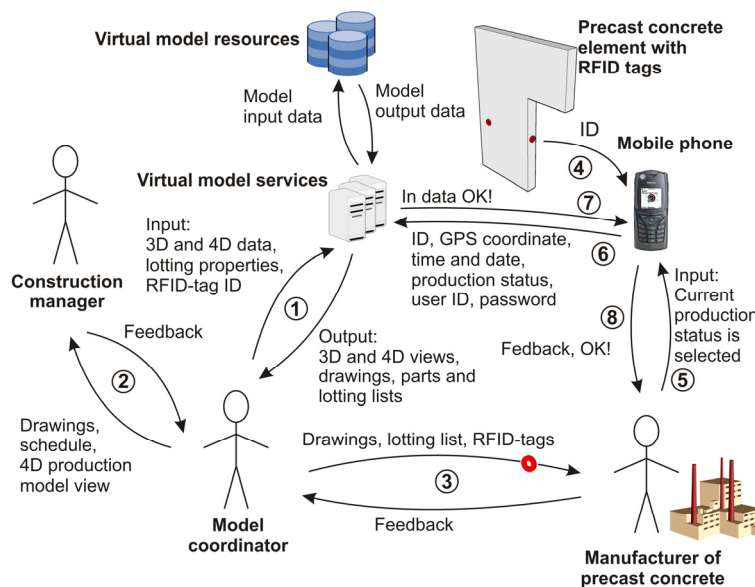 Virtual model resources
Precast concrete
element with
RFID tags
Model
input data
Model
output data
ID
④
Mobile phone
Virtual model services
In data OK!
⑦
⑥
Input:
3D and 4D data,
lotting properties,
RFID-tag ID
ID, GPS coordinate,
time and date,
production status,
user ID, password
Construction
manager
①
Input:
Current
production
status is
selected
⑤
⑧
Fedback, OK!
Feedback
②
Output:
3D and 4D views,
drawings, parts and
lotting lists
Drawings,
schedule,
4D production
model view
Drawings, lotting list, RFID-tags
③
Feedback
Model
coordinator
Manufacturer of
precast concrete